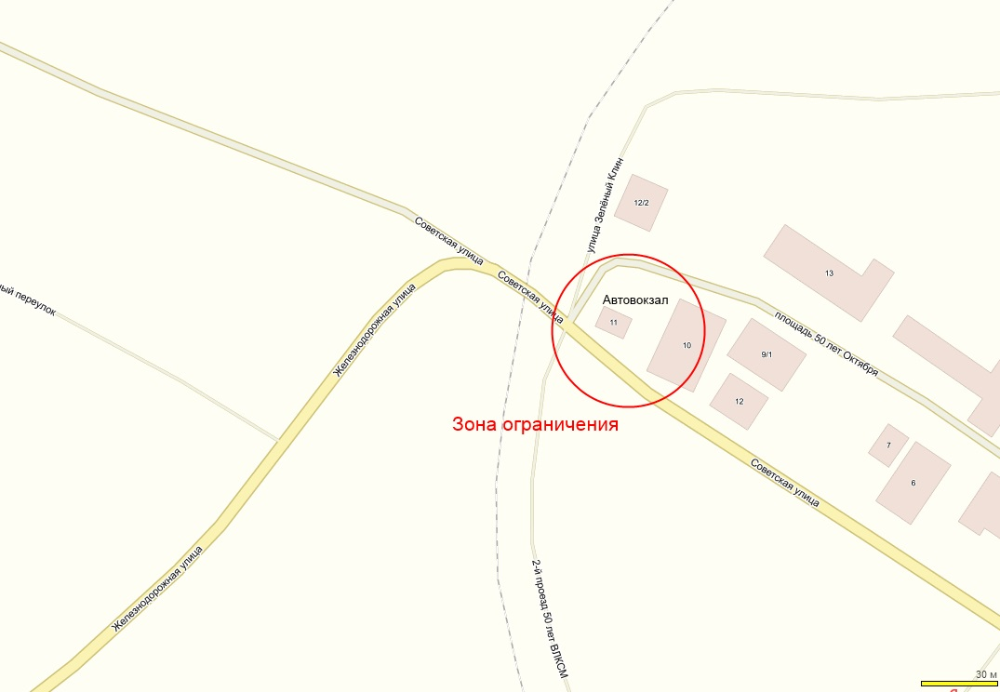 улица Зелёный Клин
12/2
Советская улица
13
Советская улица
ный переулок
Железнодорожная улица
Автовокзал
11
10
площадь 50 лет Октября
9/1
12
Зона ограничения
7
6
Советская улица
Железнодорожная улица
2-й проезд 50 лет ВЛКСМ
30 м